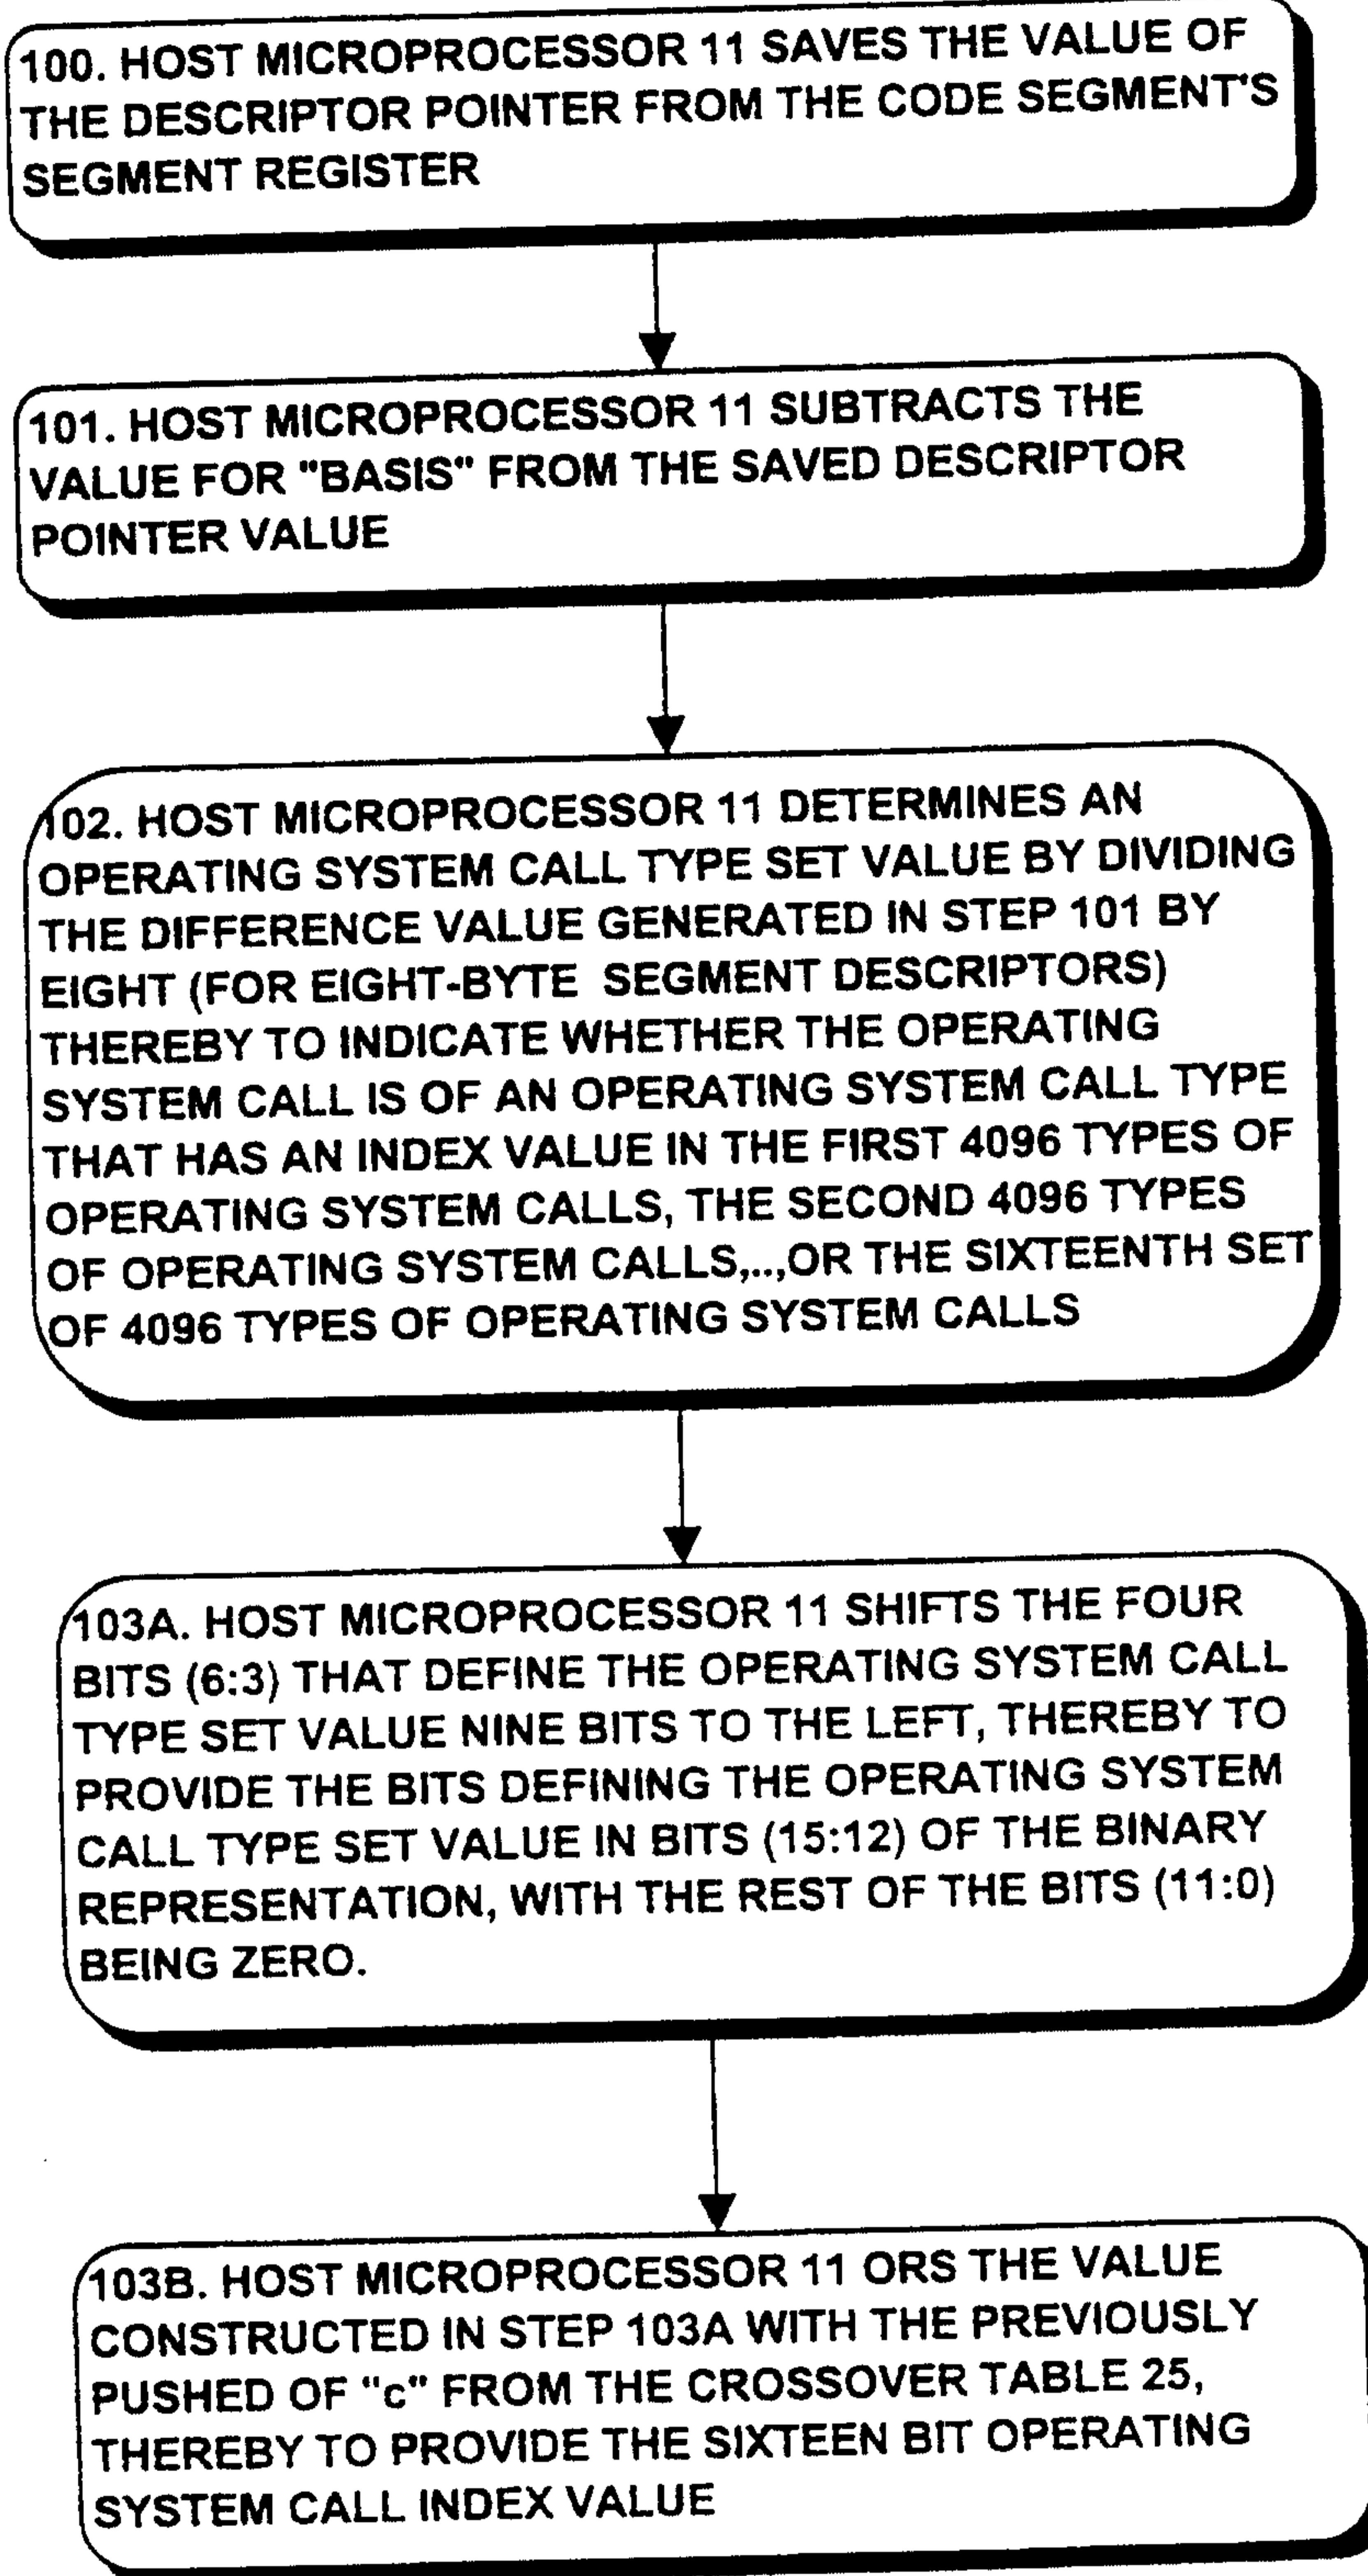 100. HOST MICROPROCESSOR 11 SAVES THE VALUE OF
THE DESCRIPTOR POINTER FROM THE CODE SEGMENT'S
SEGMENT REGISTER
101. HOST MICROPROCESSOR 11 SUBTRACTS THE
VALUE FOR "BASIS" FROM THE SAVED DESCRIPTOR
POINTER VALUE
102. HOST MICROPROCESSOR 11 DETERMINES AN
OPERATING SYSTEM CALL TYPE SET VALUE BY DIVIDING
THE DIFFERENCE VALUE GENERATED IN STEP 101 BY
EIGHT (FOR EIGHT-BYTE SEGMENT DESCRIPTORS)
THEREBY TO INDICATE WHETHER THE OPERATING
SYSTEM CALL IS OF AN OPERATING SYSTEM CALL TYPE
THAT HAS AN INDEX VALUE IN THE FIRST 4096 TYPES OF
OPERATING SYSTEM CALLS, THE SECOND 4096 TYPES
OF OPERATING SYSTEM CALLS,..,OR THE SIXTEENTH SET
OF 4096 TYPES OF OPERATING SYSTEM CALLS
103A. HOST MICROPROCESSOR 11 SHIFTS THE FOUR
BITS (6:3) THAT DEFINE THE OPERATING SYSTEM CALL
TYPE SET VALUE NINE BITS TO THE LEFT, THEREBY TO
PROVIDE THE BITS DEFINING THE OPERATING SYSTEM
CALL TYPE SET VALUE IN BITS (15:12) OF THE BINARY
REPRESENTATION, WITH THE REST OF THE BITS (11:0)
BEING ZERO.
103B. HOST MICROPROCESSOR 11 ORS THE VALUE
CONSTRUCTED IN STEP 103A WITH THE PREVIOUSLY
PUSHED OF "c" FROM THE CROSSOVER TABLE 25,
THEREBY TO PROVIDE THE SIXTEEN BIT OPERATING
SYSTEM CALL INDEX VALUE